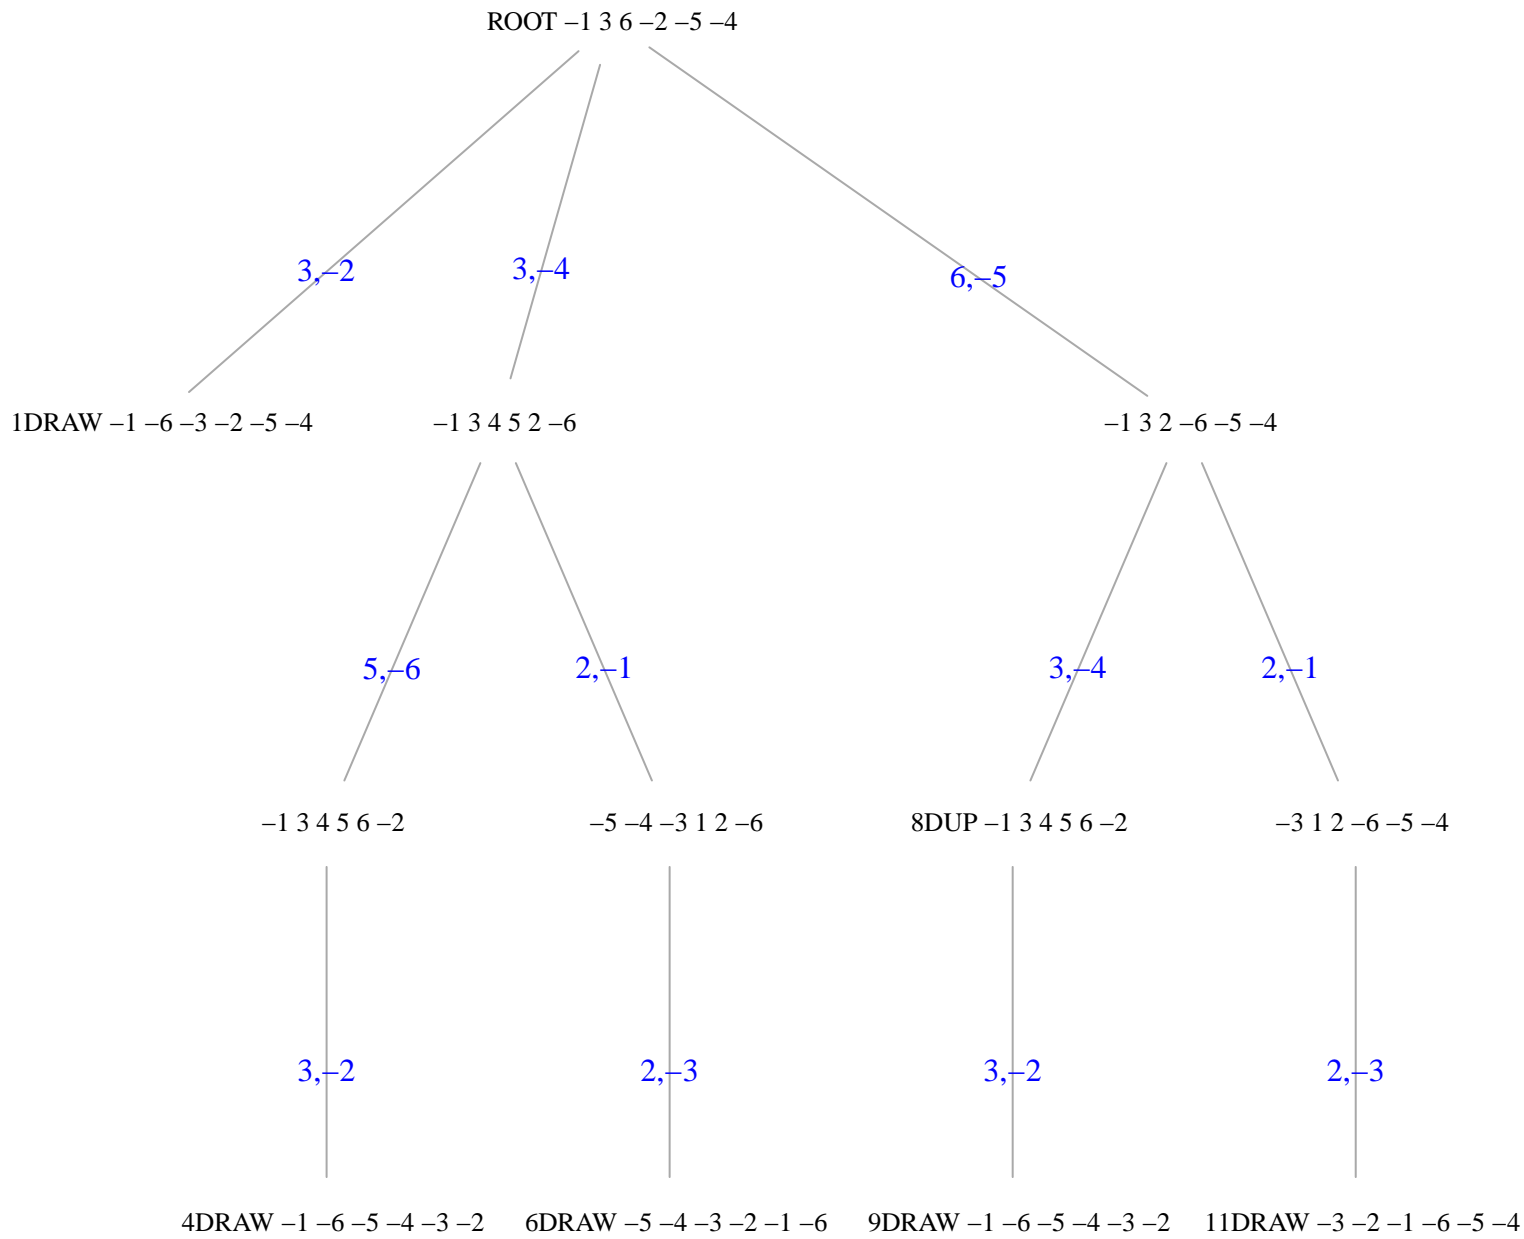 ROOT –1 3 6 –2 –5 –4
3,–2
3,–4
6,–5
1DRAW –1 –6 –3 –2 –5 –4
–1 3 4 5 2 –6
–1 3 2 –6 –5 –4
5,–6
2,–1
3,–4
2,–1
–1 3 4 5 6 –2
–5 –4 –3 1 2 –6
8DUP –1 3 4 5 6 –2
–3 1 2 –6 –5 –4
3,–2
2,–3
3,–2
2,–3
4DRAW –1 –6 –5 –4 –3 –2
6DRAW –5 –4 –3 –2 –1 –6
9DRAW –1 –6 –5 –4 –3 –2
11DRAW –3 –2 –1 –6 –5 –4